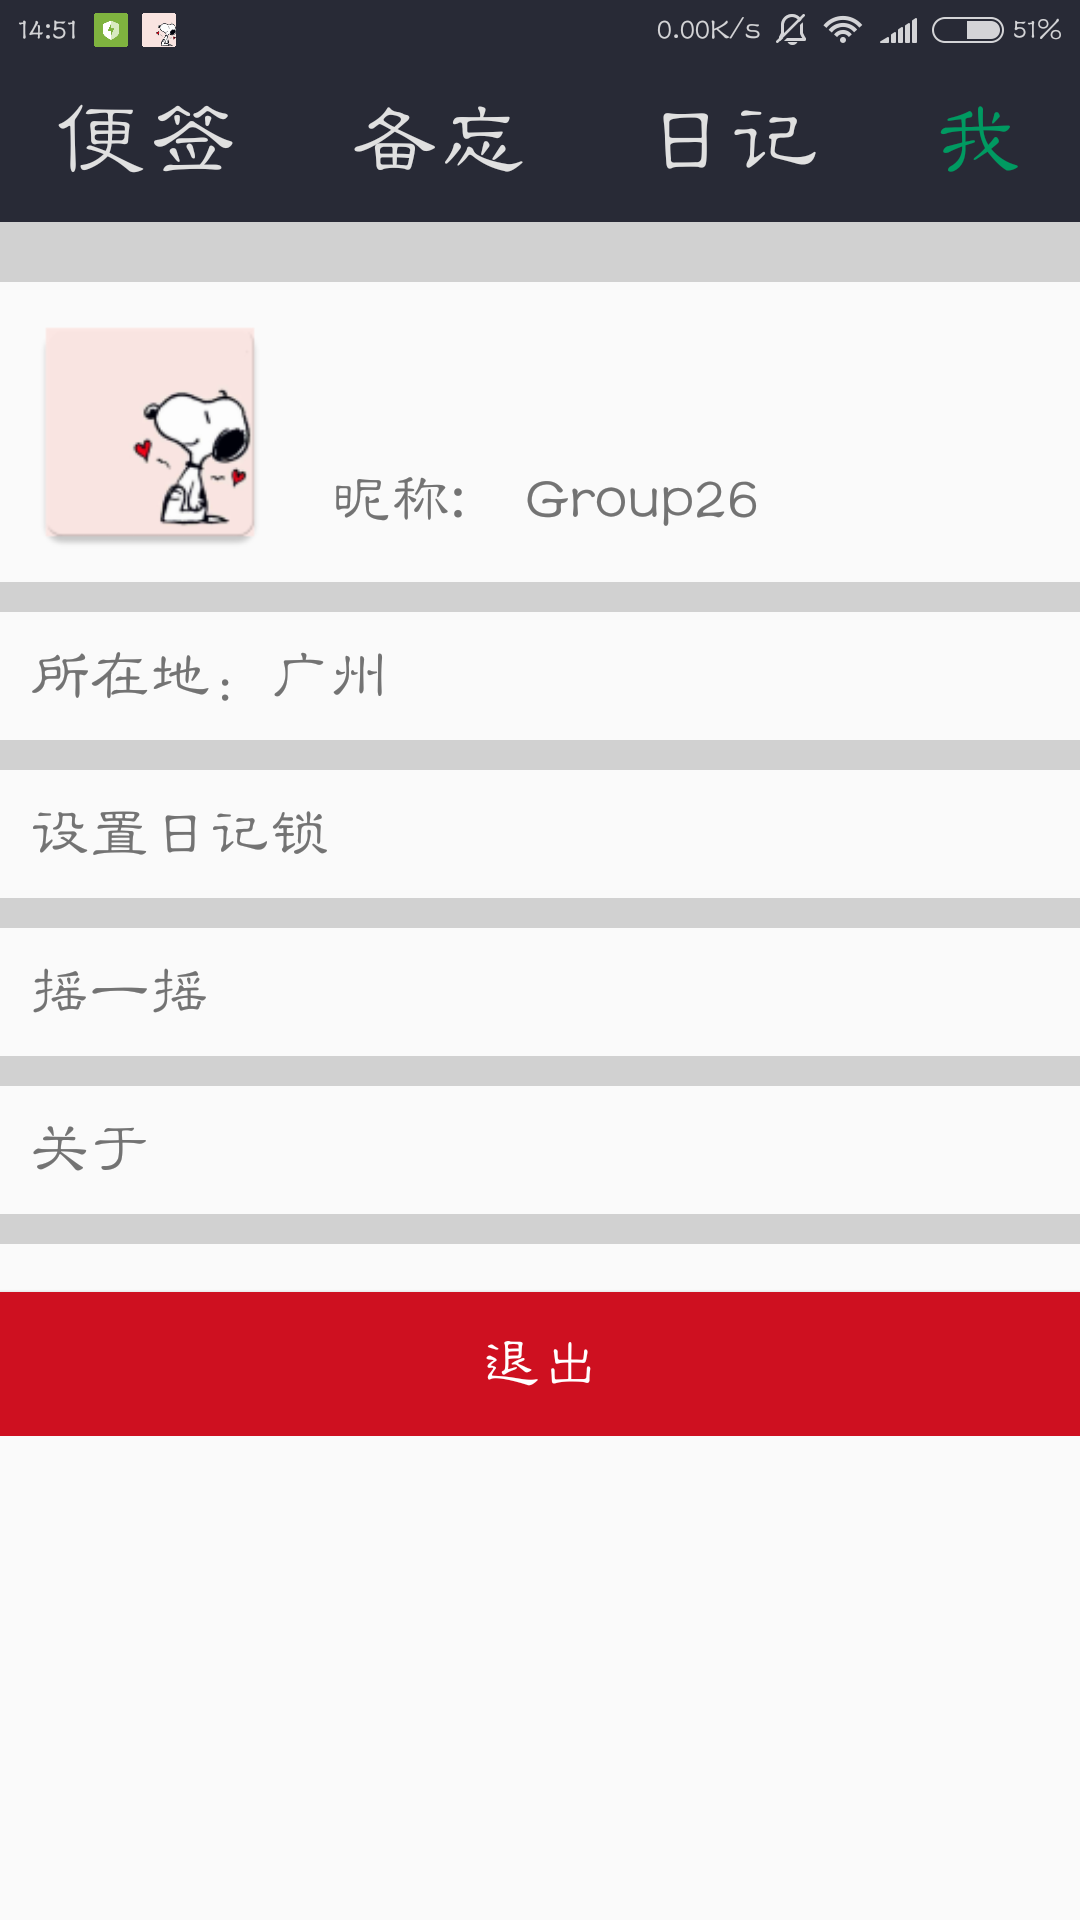 14:51 0.00K/s 51%
便签 备忘 日记 我
昵称: Group26
所在地：广州
设置日记锁
摇一摇
关于
退出